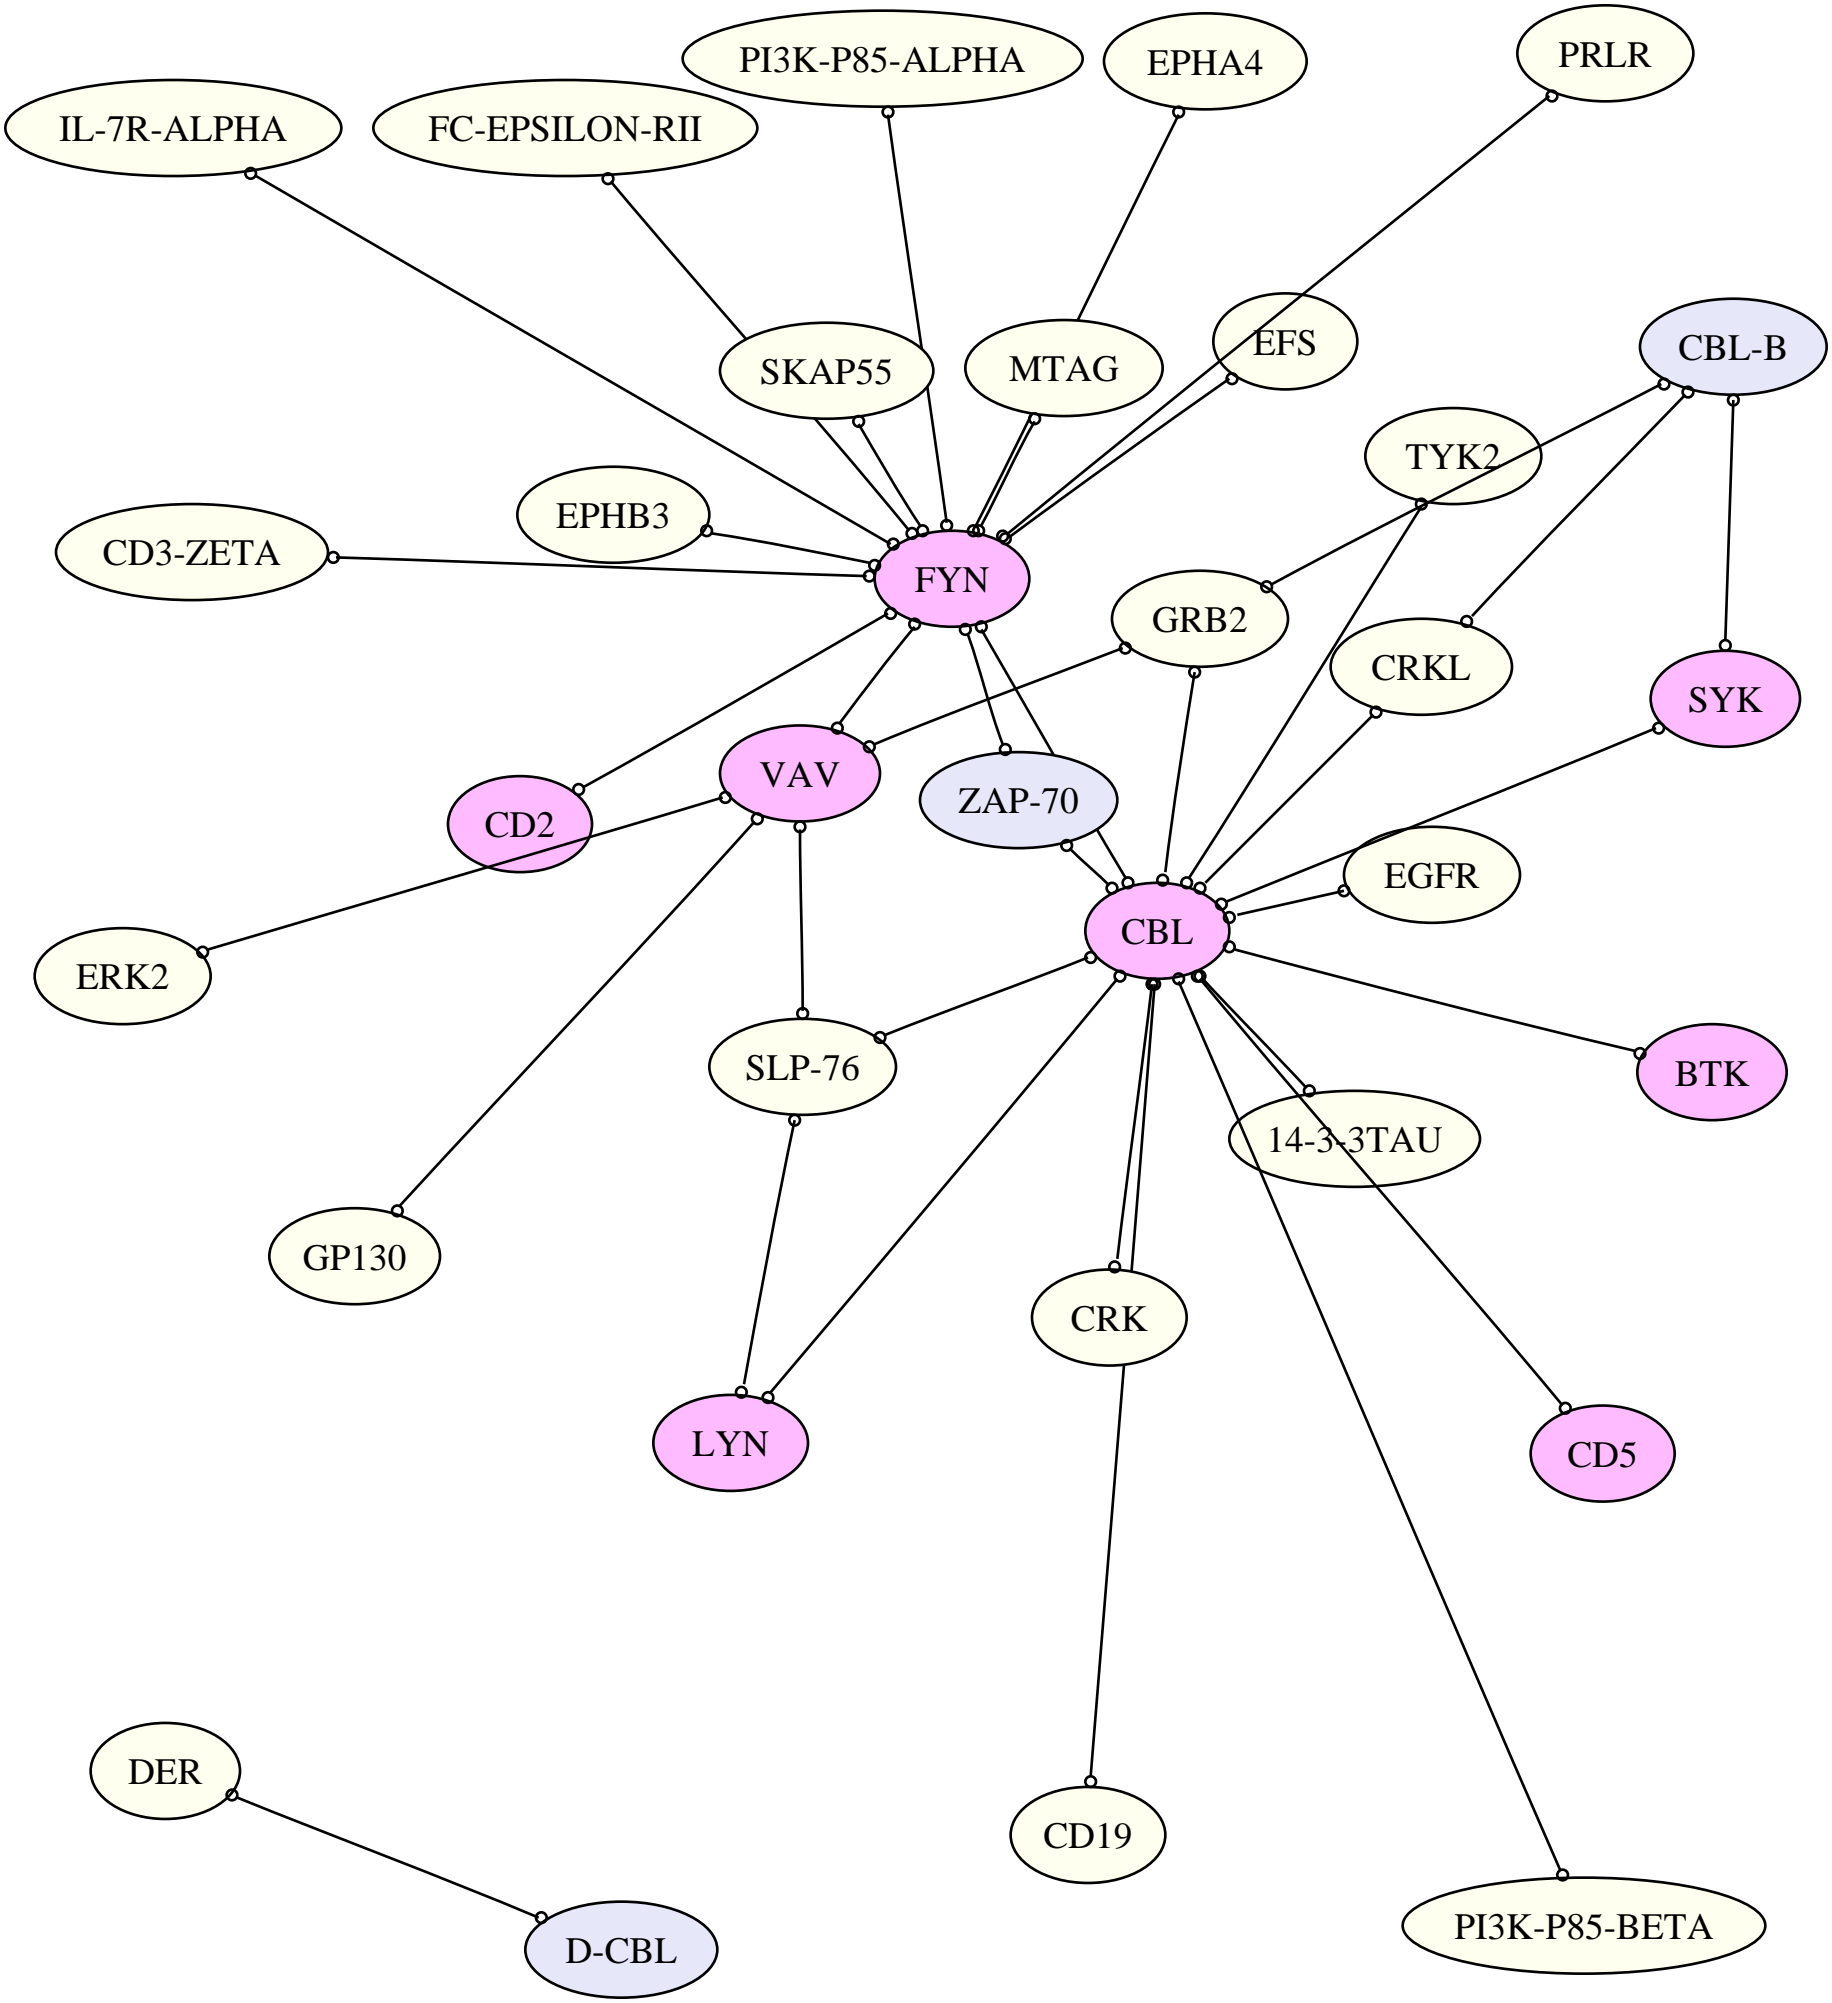 PI3K-P85-ALPHA
EPHA4
PRLR
IL-7R-ALPHA
FC-EPSILON-RII
SKAP55
MTAG
EFS
CBL-B
TYK2
EPHB3
CD3-ZETA
FYN
GRB2
CRKL
SYK
VAV
ZAP-70
CD2
EGFR
CBL
ERK2
SLP-76
BTK
14-3-3TAU
GP130
CRK
LYN
CD5
DER
CD19
PI3K-P85-BETA
D-CBL